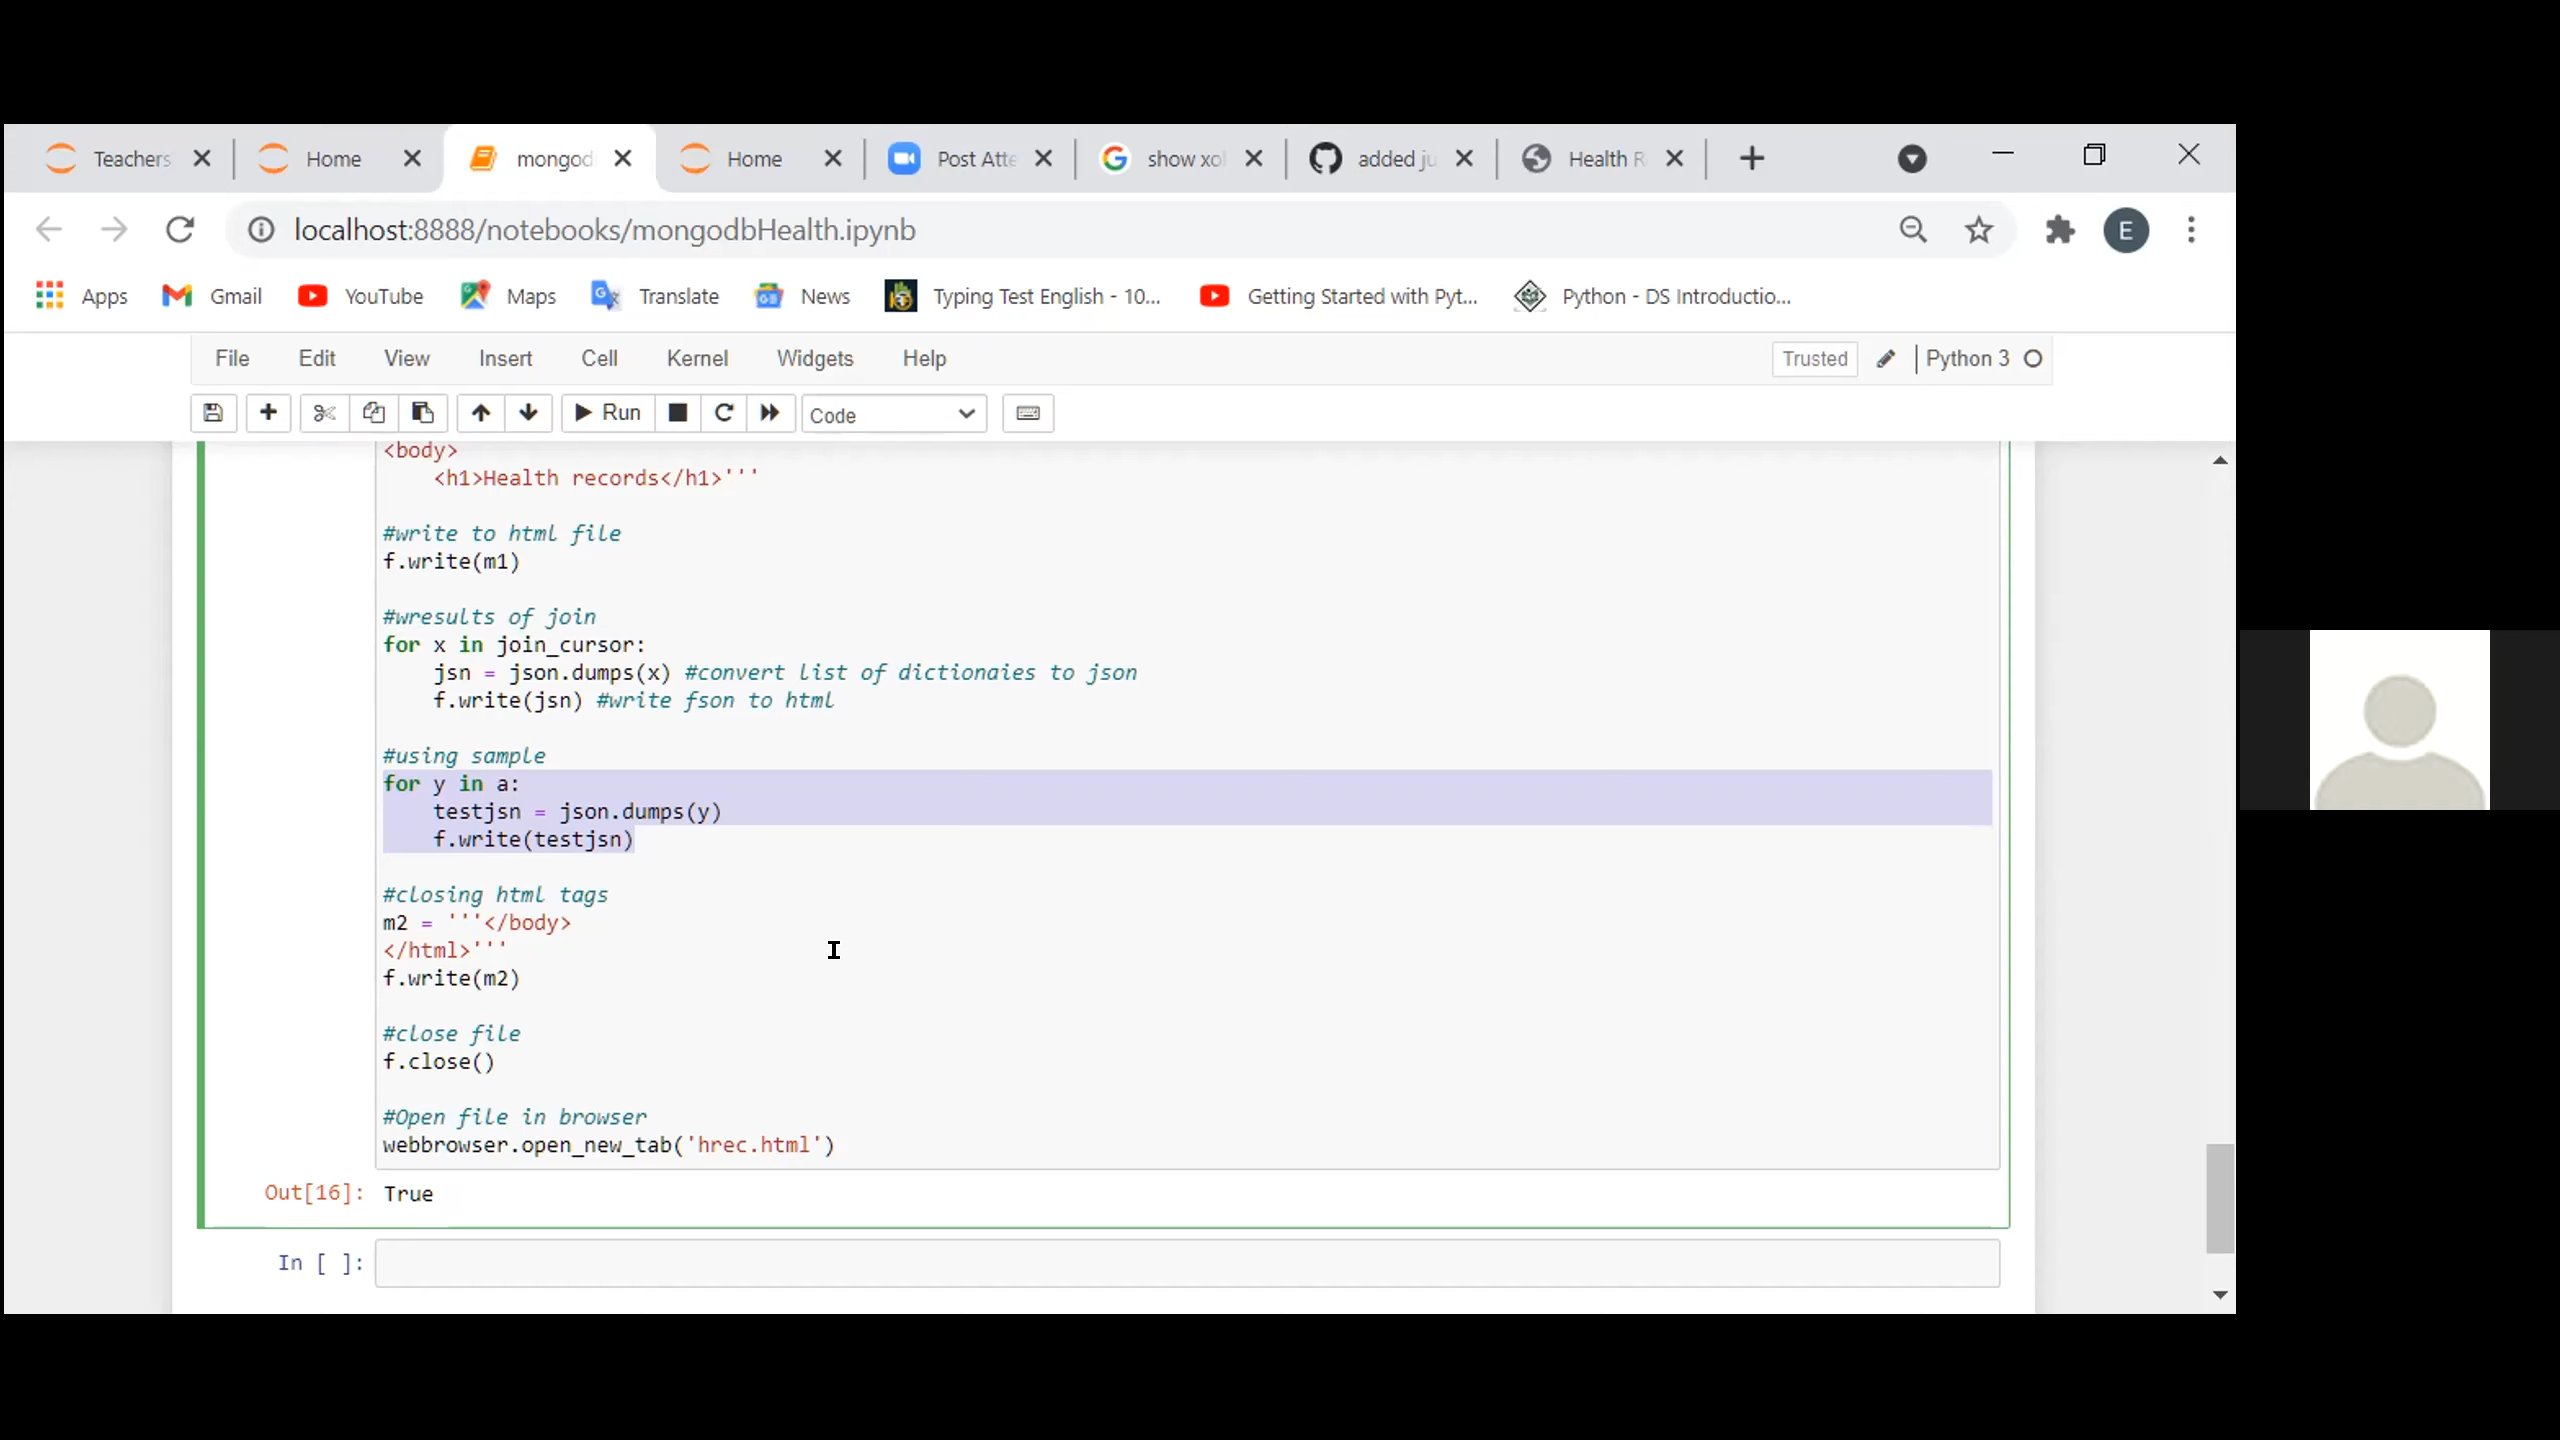 Teachers
Home
mongod
Home
Post Atte
show xol
added ju
Health R
localhost:8888/notebooks/mongodbHealth.ipynb
E
Apps
Gmail
YouTube
Maps
Translate
News
Typing Test English - 10...
Getting Started with Pyt...
Python - DS Introductio...
File Edit View Insert Cell Kernel Widgets Help
Trusted
Python 3
Run
Code
<body>
<h1>Health records</h1>'''
#write to html file
f.write(m1)
#wresults of join
for x in join_cursor:
jsn = json.dumps(x) #convert list of dictionaies to json
f.write(jsn) #write fson to html
#using sample
for y in a:
testjsn = json.dumps(y)
f.write(testjsn)
#closing html tags
m2 = '''</body>
</html>'''
f.write(m2)
#close file
f.close()
#Open file in browser
webbrowser.open_new_tab('hrec.html')
Out[16]: True
In [ ]: